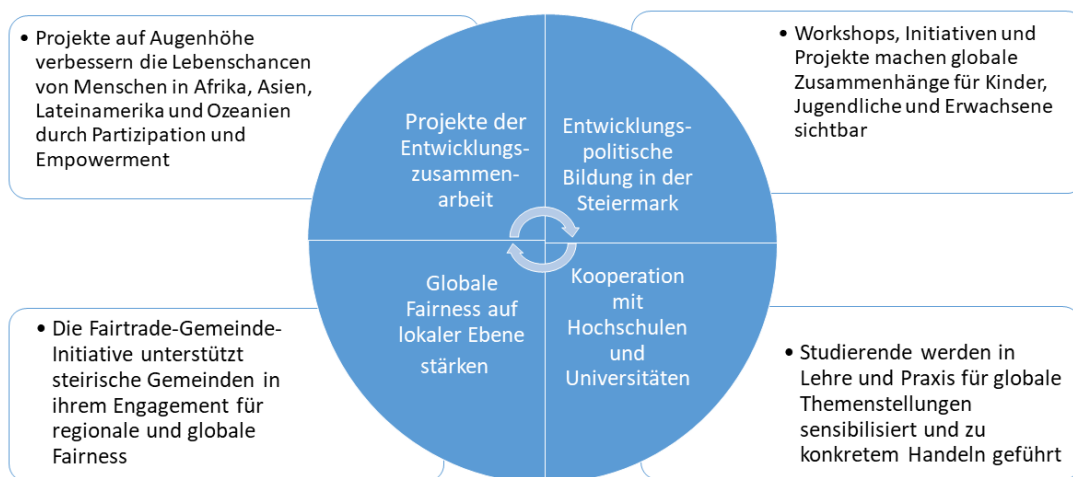 • Projekte auf Augenhöhe
verbessern die Lebenschancen
von Menschen in Afrika, Asien,
Lateinamerika und Ozeanien
durch Partizipation und
Empowerment
Projekte der
Entwicklungs-
zusammen-
arbeit
Entwicklungs-
politische
Bildung in der
Steiermark
• Workshops, Initiativen und
Projekte machen globale
Zusammenhänge für Kinder,
Jugendliche und Erwachsene
sichtbar
• Die Fairtrade-Gemeinde-
Initiative unterstützt
steirische Gemeinden in
ihrem Engagement für
regionale und globale
Fairness
Globale
Fairness auf
lokaler Ebene
stärken
Kooperation
mit
Hochschulen
und
Universitäten
• Studierende werden in
Lehre und Praxis für globale
Themenstellungen
sensibilisiert und zu
konkretem Handeln geführt